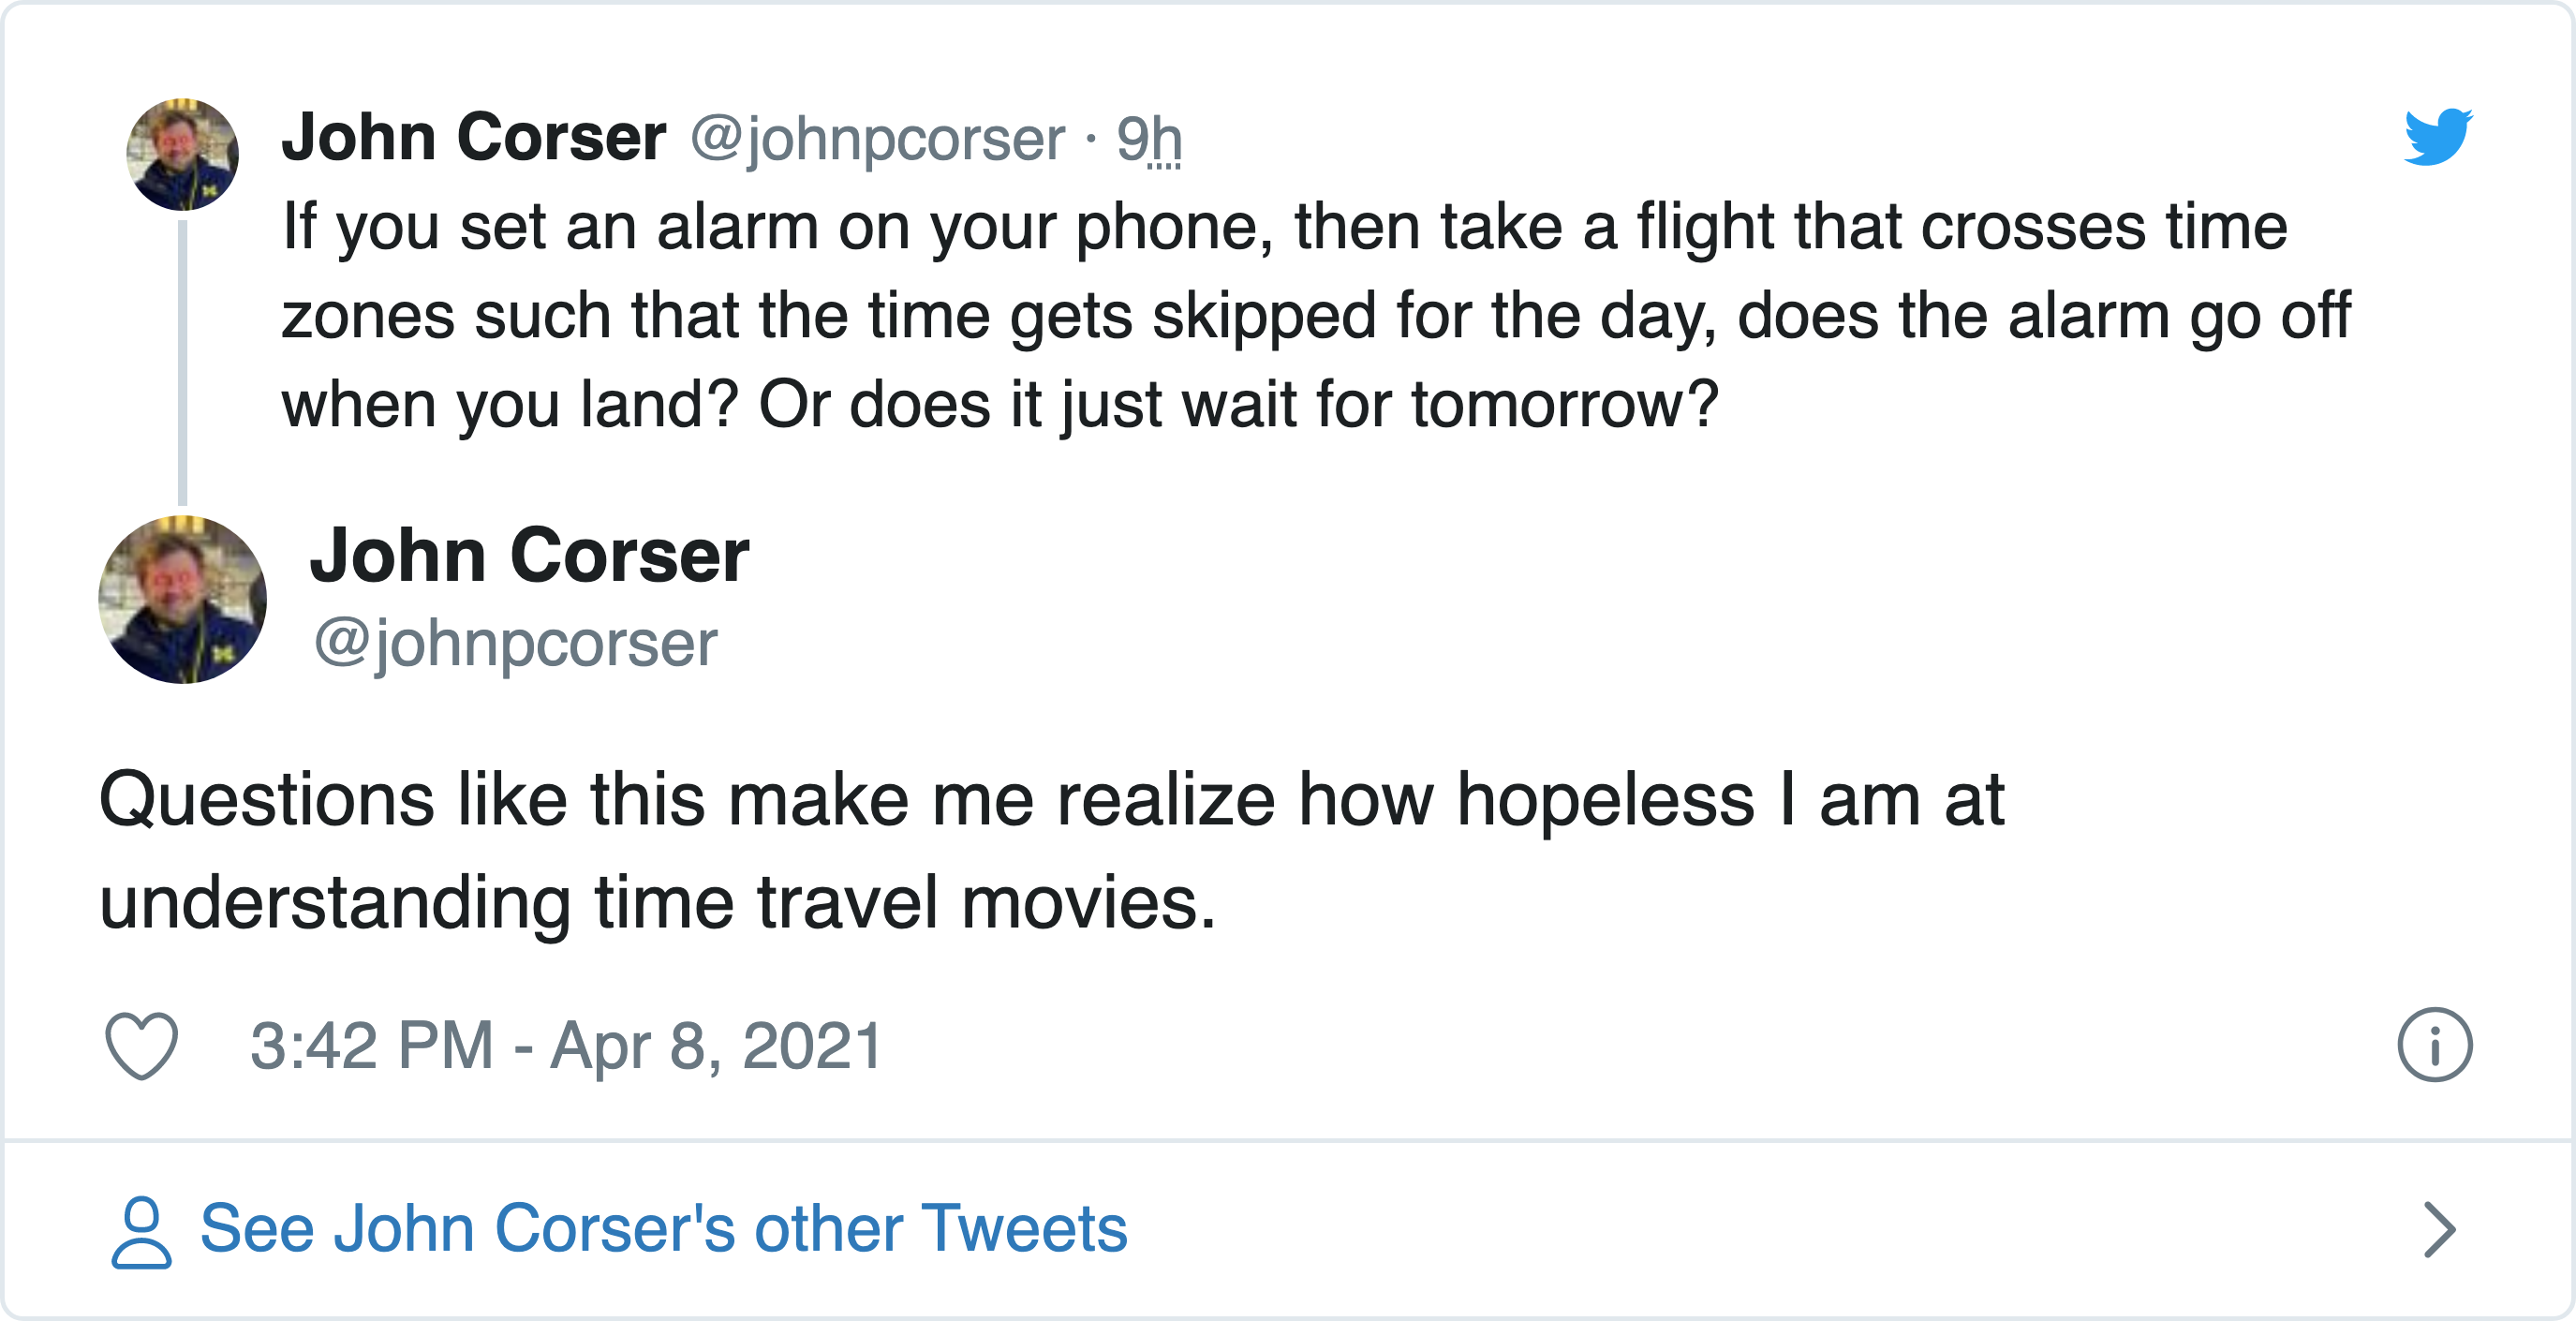 John Corser @johnpcorser · 9h
If you set an alarm on your phone, then take a flight that crosses time
zones such that the time gets skipped for the day, does the alarm go off
when you land? Or does it just wait for tomorrow?
John Corser
@johnpcorser
Questions like this make me realize how hopeless I am at
understanding time travel movies.
3:42 PM - Apr 8, 2021
See John Corser's other Tweets